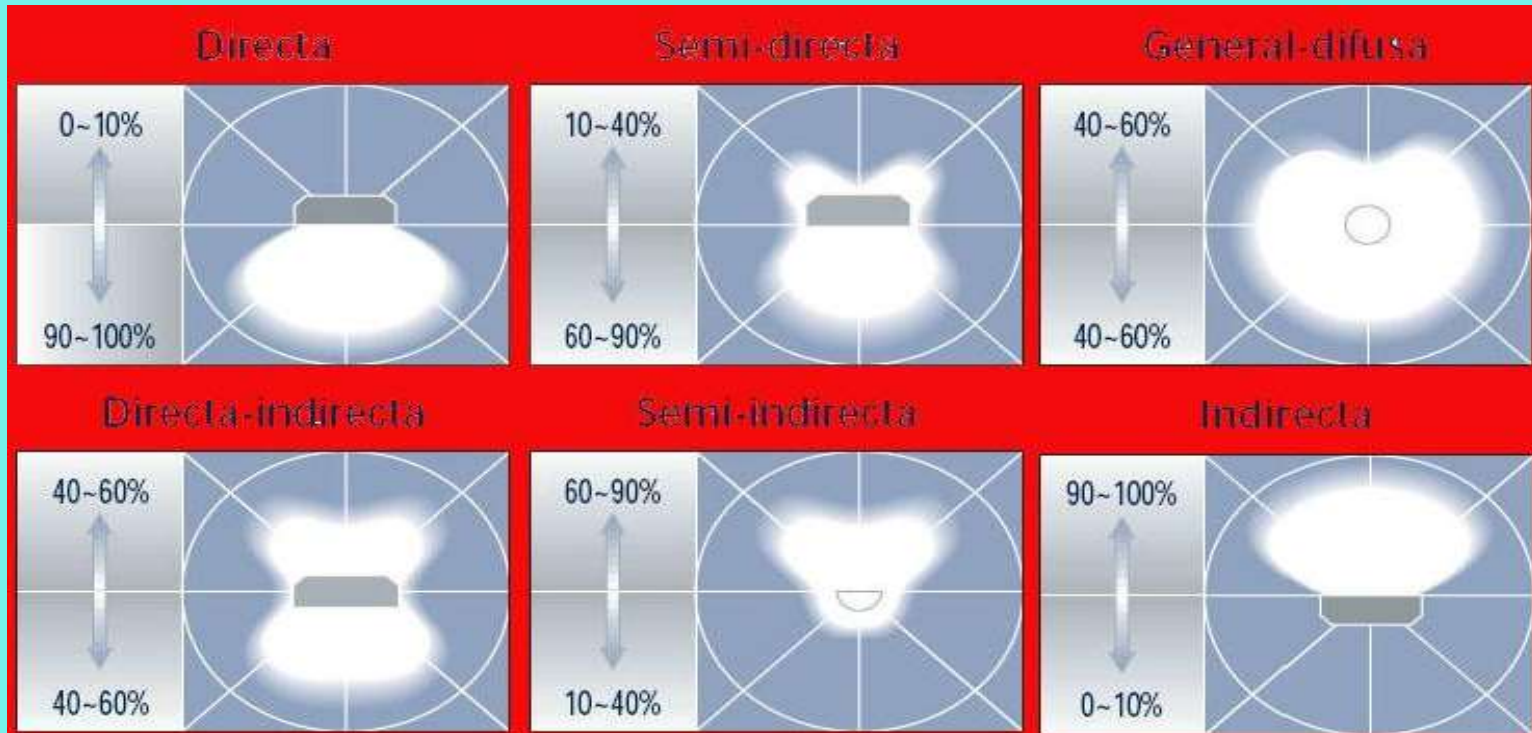 Directa
Semi-directa
General-difusa
0~10%
10~40%
40~60%
90~100%
60~90%
40~60%
Directa-indirecta
Semi-indirecta
Indirecta
40~60%
60~90%
90~100%
40~60%
10~40%
0~10%